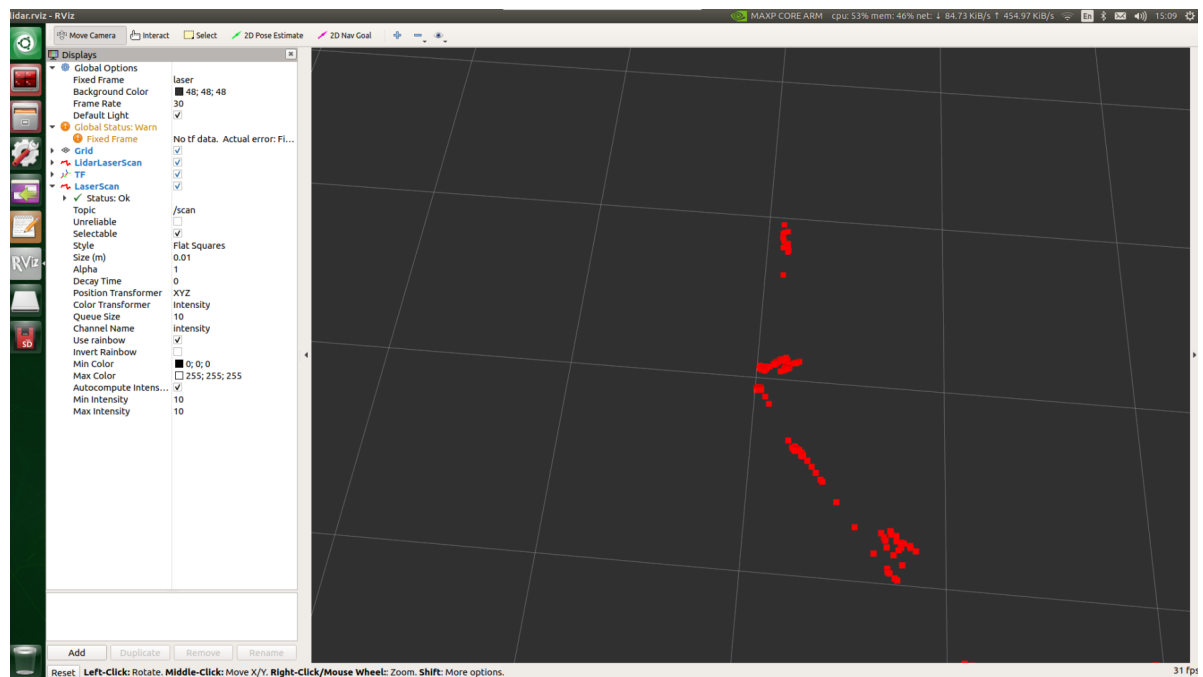 lidar.rviz - RViz
MAXP CORE ARM cpu: 53% mem: 46% net: ↓ 84.73 KiB/s ↑ 454.97 KiB/s En 15:09
Move Camera Interact Select 2D Pose Estimate 2D Nav Goal
Displays
Global Options
Fixed Frame laser
Background Color 48; 48; 48
Frame Rate 30
Default Light ✓
Global Status: Warn
Fixed Frame No tf data. Actual error: Fi...
Grid ✓
LidarLaserScan ✓
TF ✓
LaserScan ✓
✓ Status: Ok
Topic /scan
Unreliable
Selectable ✓
Style Flat Squares
Size (m) 0.01
Alpha 1
Decay Time 0
Position Transformer XYZ
Color Transformer Intensity
Queue Size 10
Channel Name intensity
Use rainbow ✓
Invert Rainbow
Min Color 0; 0; 0
Max Color 255; 255; 255
Autocompute Intens... ✓
Min Intensity 10
Max Intensity 10
RViz
SD
Add Duplicate Remove Rename
Reset Left-Click: Rotate. Middle-Click: Move X/Y. Right-Click/Mouse Wheel:: Zoom. Shift: More options. 31 fps